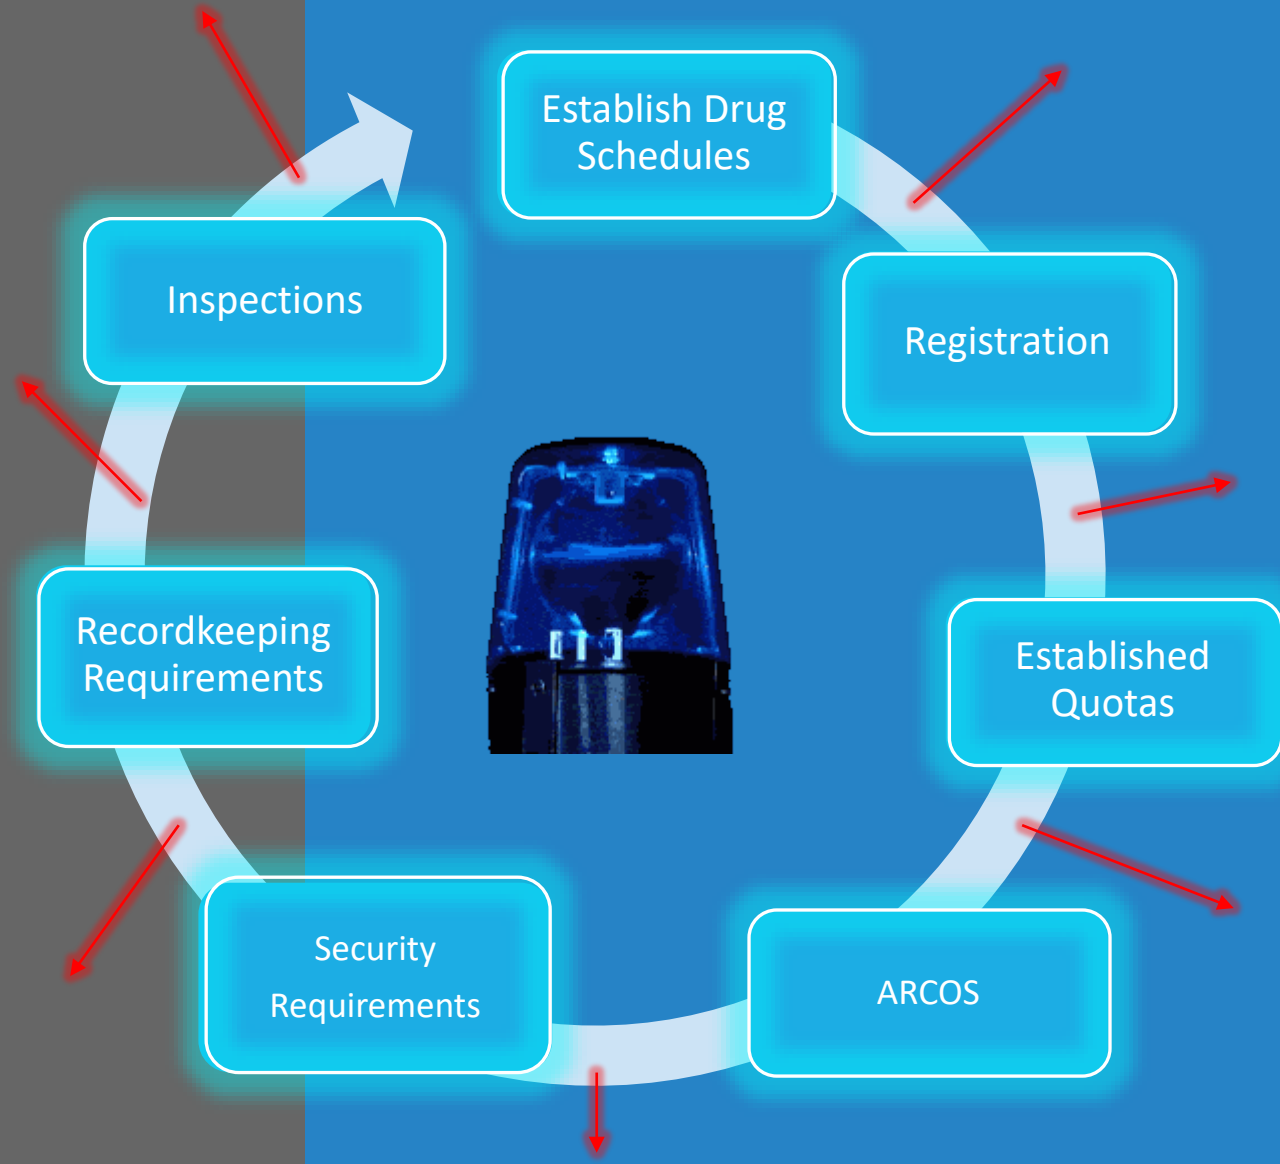 Establish Drug
Schedules
Registration
Established
Quotas
ARCOS
Security
Requirements
Recordkeeping
Requirements
Inspections